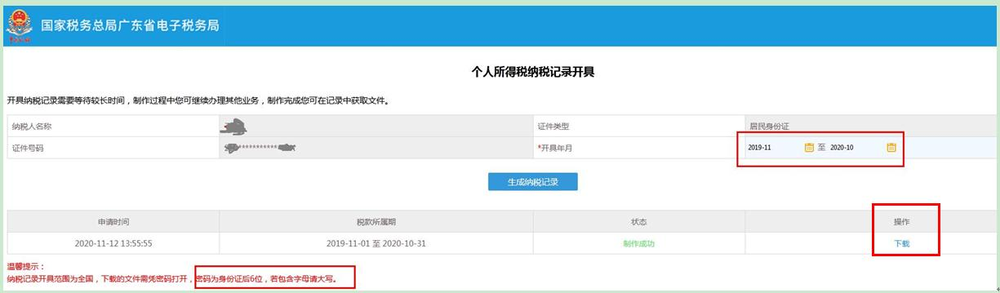 国家税务总局广东省电子税务局
个人所得税纳税记录开具
开具纳税记录需要等待较长时间，制作过程中您可继续办理其他业务，制作完成您可在记录中获取文件。
纳税人名称 证件类型 居民身份证
证件号码 ************ *开具年月 2019-11 至 2020-10
生成纳税记录
申请时间 税款所属期 状态 操作
2020-11-12 13:55:55 2019-11-01 至 2020-10-31 制作成功 下载
温馨提示：
纳税记录开具范围为全国，下载的文件需凭密码打开，密码为身份证后6位，若包含字母请大写。